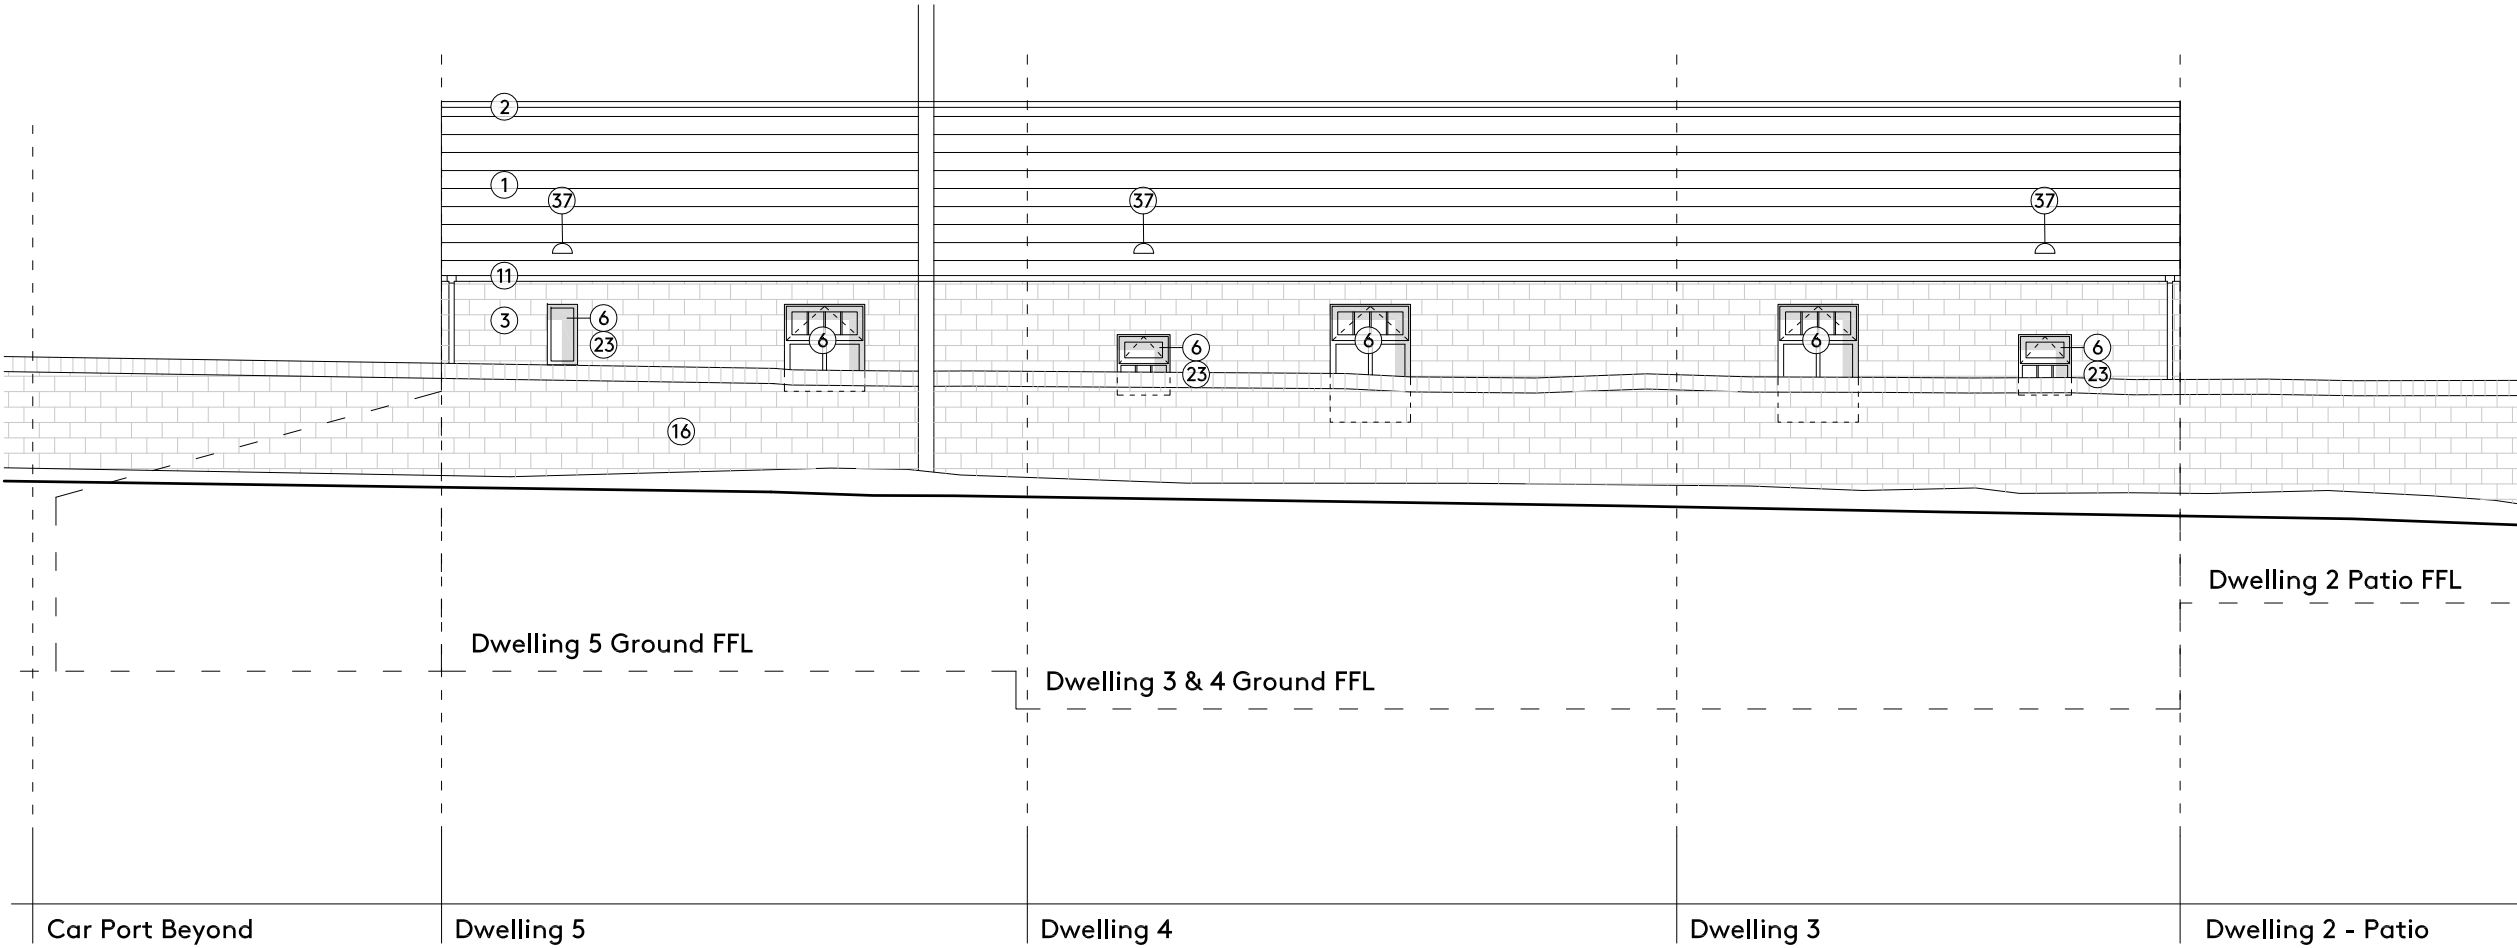 2
1
37
37
37
11
3
6
23
6
6
23
6
6
6
23
16
Dwelling 2 Patio FFL
Dwelling 5 Ground FFL
Dwelling 3 & 4 Ground FFL
Car Port Beyond
Dwelling 5
Dwelling 4
Dwelling 3
Dwelling 2 - Patio